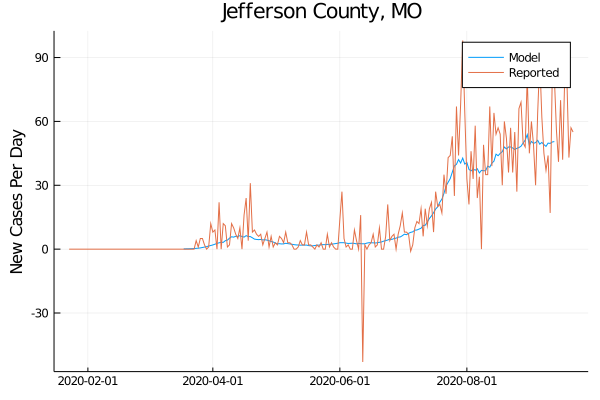 Jefferson County, MO
New Cases Per Day
90
60
30
0
-30
Model
Reported
2020-02-01
2020-04-01
2020-06-01
2020-08-01